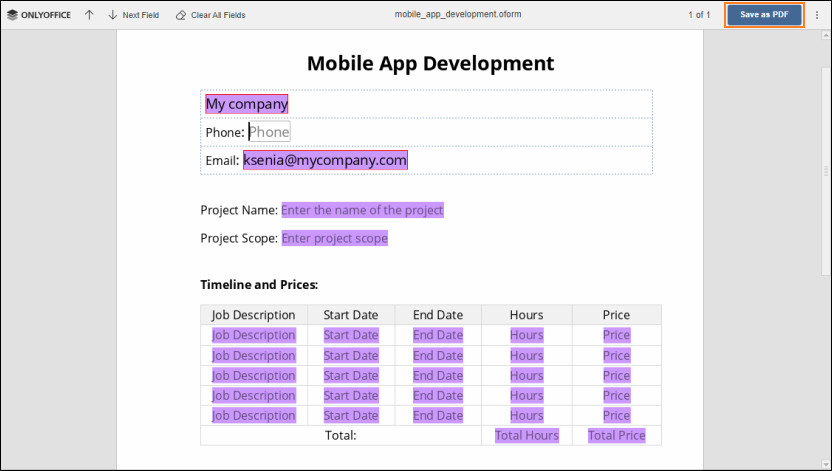 ONLYOFFICE Next Field Clear All Fields mobile_app_development.oform 1 of 1 Save as PDF
Mobile App Development
My company
Phone: Phone
Email: ksenia@mycompany.com
Project Name: Enter the name of the project
Project Scope: Enter project scope
Timeline and Prices:
Job Description Start Date End Date Hours Price
Job Description Start Date End Date Hours Price
Job Description Start Date End Date Hours Price
Job Description Start Date End Date Hours Price
Job Description Start Date End Date Hours Price
Job Description Start Date End Date Hours Price
Total: Total Hours Total Price